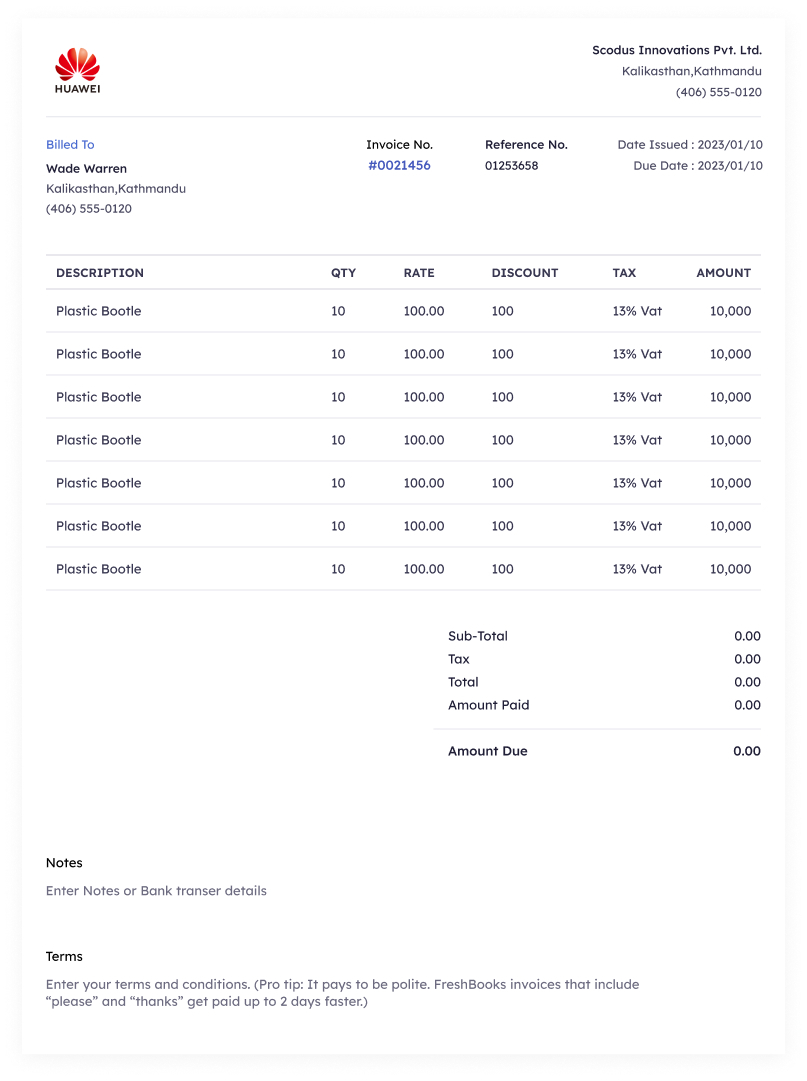 HUAWEI
Scodus Innovations Pvt. Ltd.
Kalikasthan,Kathmandu
(406) 555-0120
Billed To
Wade Warren
Kalikasthan,Kathmandu
(406) 555-0120
Invoice No.
#0021456
Reference No.
01253658
Date Issued : 2023/01/10
Due Date : 2023/01/10
DESCRIPTION QTY RATE DISCOUNT TAX AMOUNT
Plastic Bootle 10 100.00 100 13% Vat 10,000
Plastic Bootle 10 100.00 100 13% Vat 10,000
Plastic Bootle 10 100.00 100 13% Vat 10,000
Plastic Bootle 10 100.00 100 13% Vat 10,000
Plastic Bootle 10 100.00 100 13% Vat 10,000
Plastic Bootle 10 100.00 100 13% Vat 10,000
Plastic Bootle 10 100.00 100 13% Vat 10,000
Sub-Total 0.00
Tax 0.00
Total 0.00
Amount Paid 0.00
Amount Due 0.00
Notes
Enter Notes or Bank transer details
Terms
Enter your terms and conditions. (Pro tip: It pays to be polite. FreshBooks invoices that include
“please” and “thanks” get paid up to 2 days faster.)